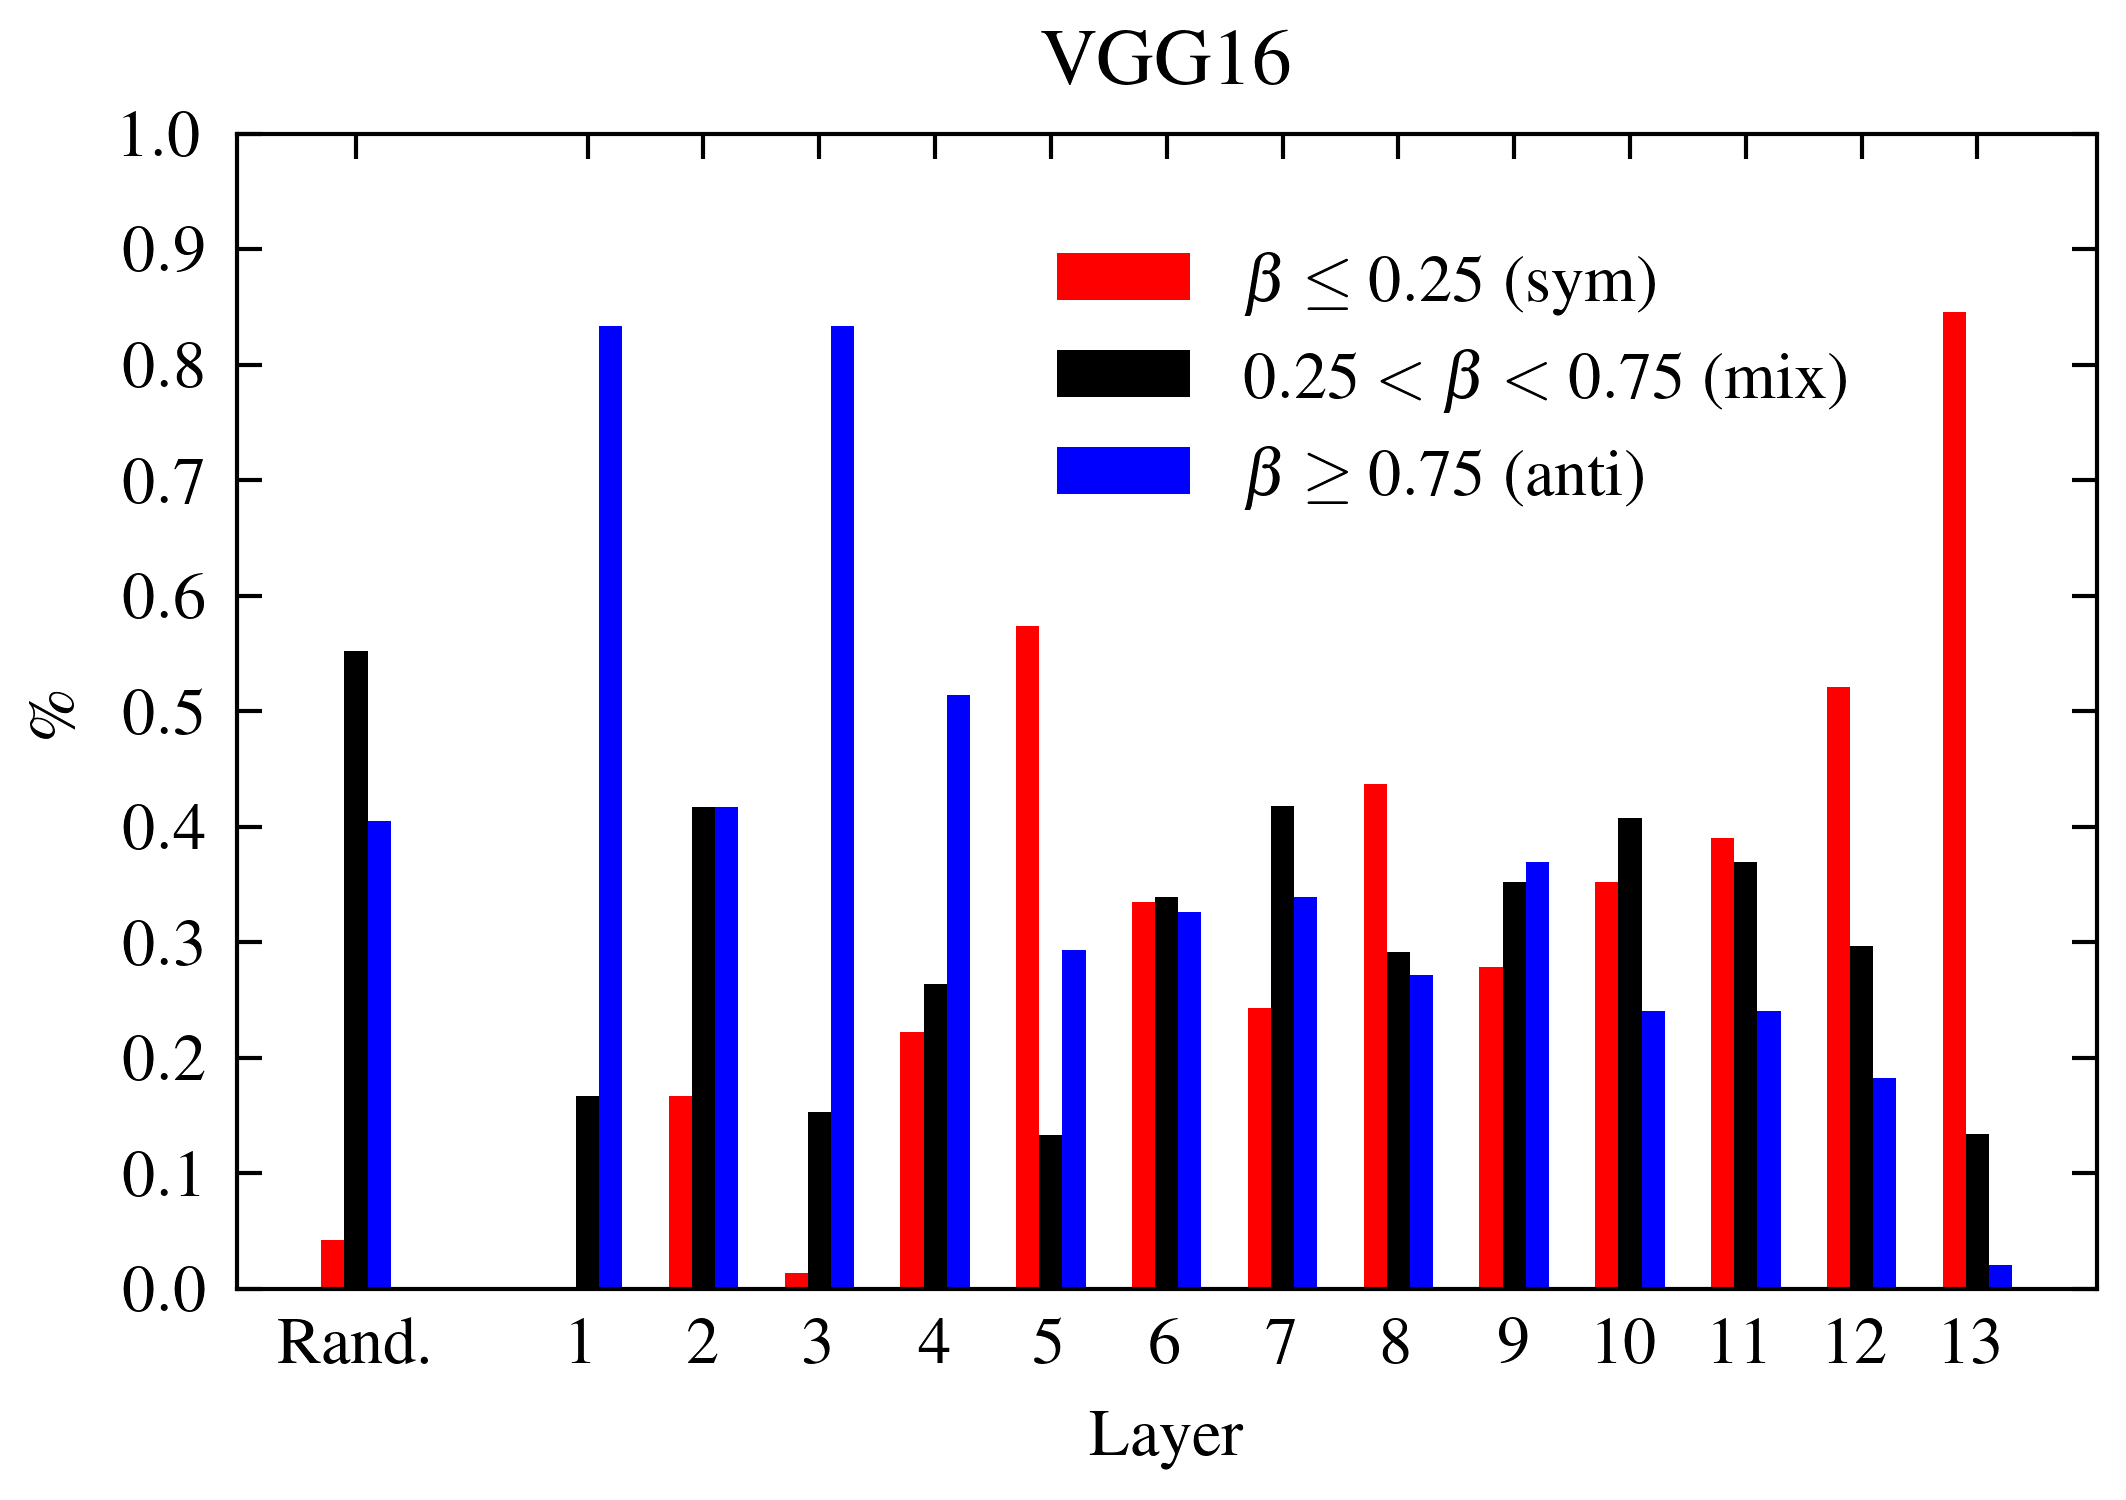 VGG16
1.0
0.9
0.8
0.7
0.6
0.5
0.4
0.3
0.2
0.1
0.0
%
β ≤ 0.25 (sym)
0.25 < β < 0.75 (mix)
β ≥ 0.75 (anti)
Rand. 1 2 3 4 5 6 7 8 9 10 11 12 13
Layer